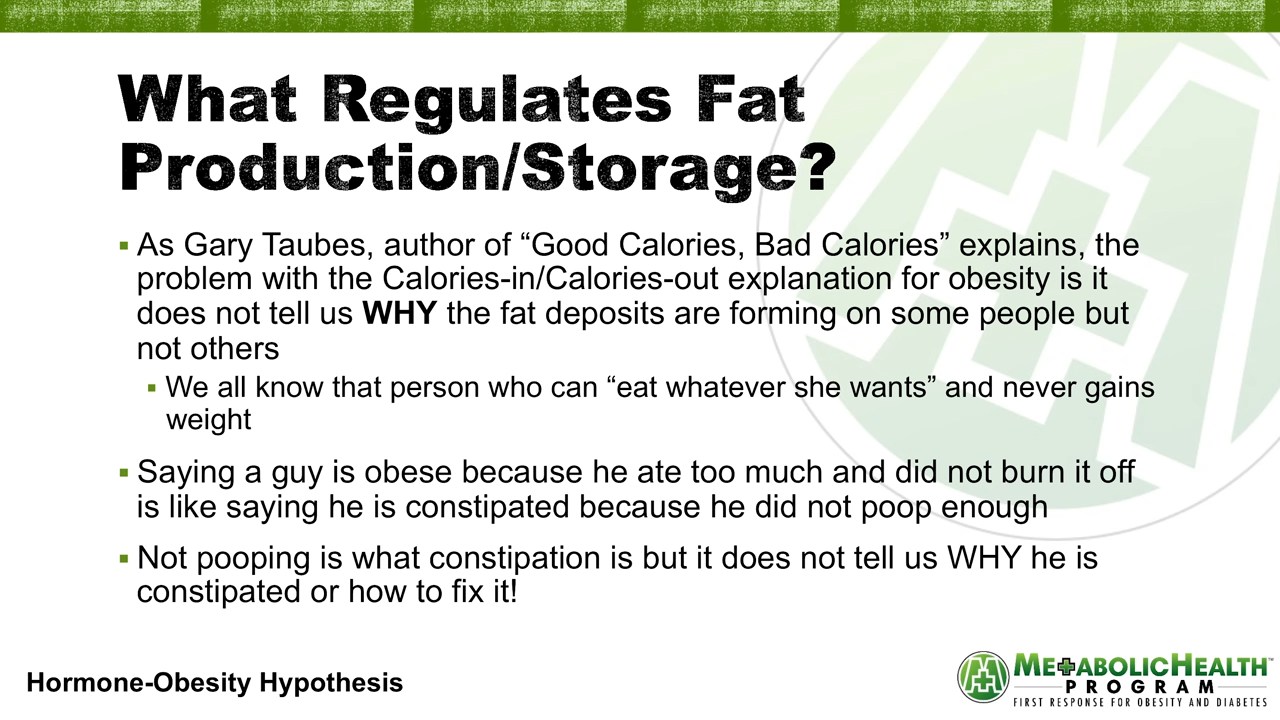 What Regulates Fat
Production/Storage?
▪ As Gary Taubes, author of “Good Calories, Bad Calories” explains, the
problem with the Calories-in/Calories-out explanation for obesity is it
does not tell us WHY the fat deposits are forming on some people but
not others
▪ We all know that person who can “eat whatever she wants” and never gains
weight
▪ Saying a guy is obese because he ate too much and did not burn it off
is like saying he is constipated because he did not poop enough
▪ Not pooping is what constipation is but it does not tell us WHY he is
constipated or how to fix it!
Hormone-Obesity Hypothesis
METABOLICHEALTH™
PROGRAM
FIRST RESPONSE FOR OBESITY AND DIABETES